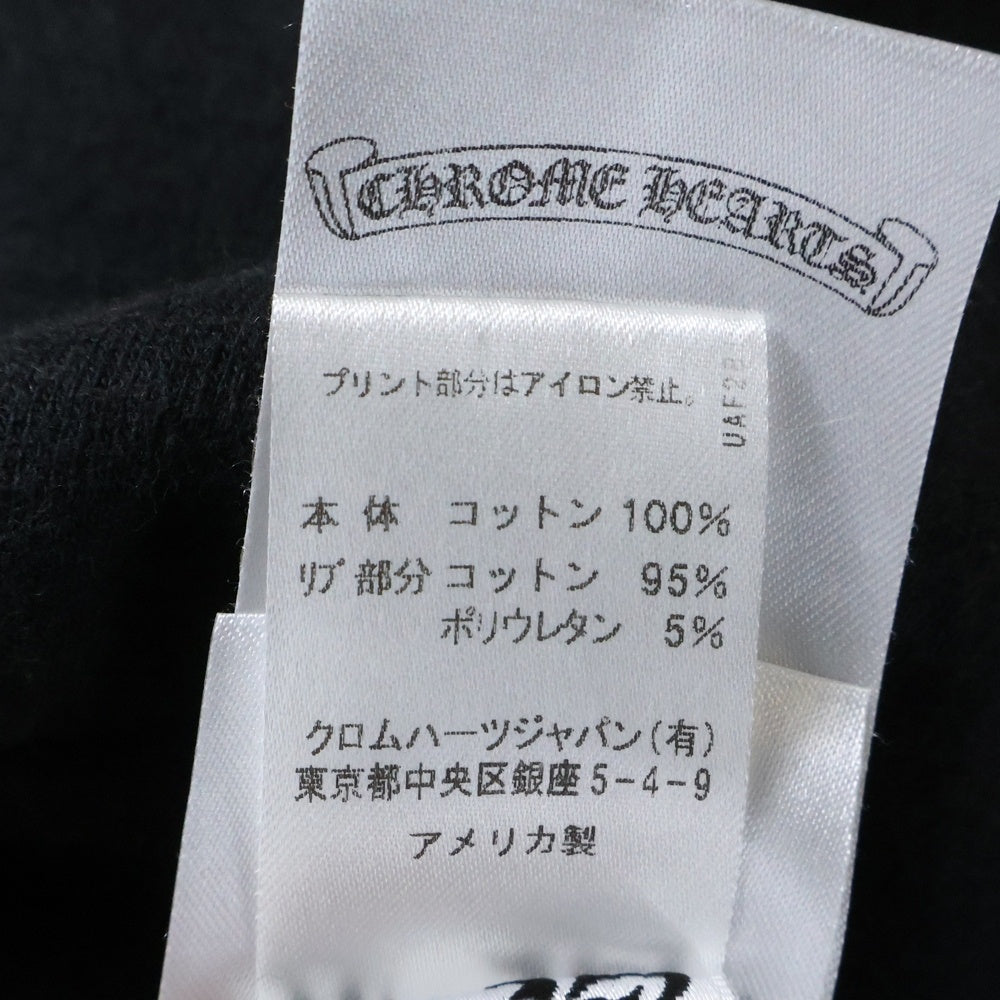 CHROME HEARTS
プリント部分はアイロン禁止。
本体 コットン 100%
リブ部分 コットン 95%
ポリウレタン 5%
クロムハーツジャパン(有)
東京都中央区銀座5-4-9
アメリカ製